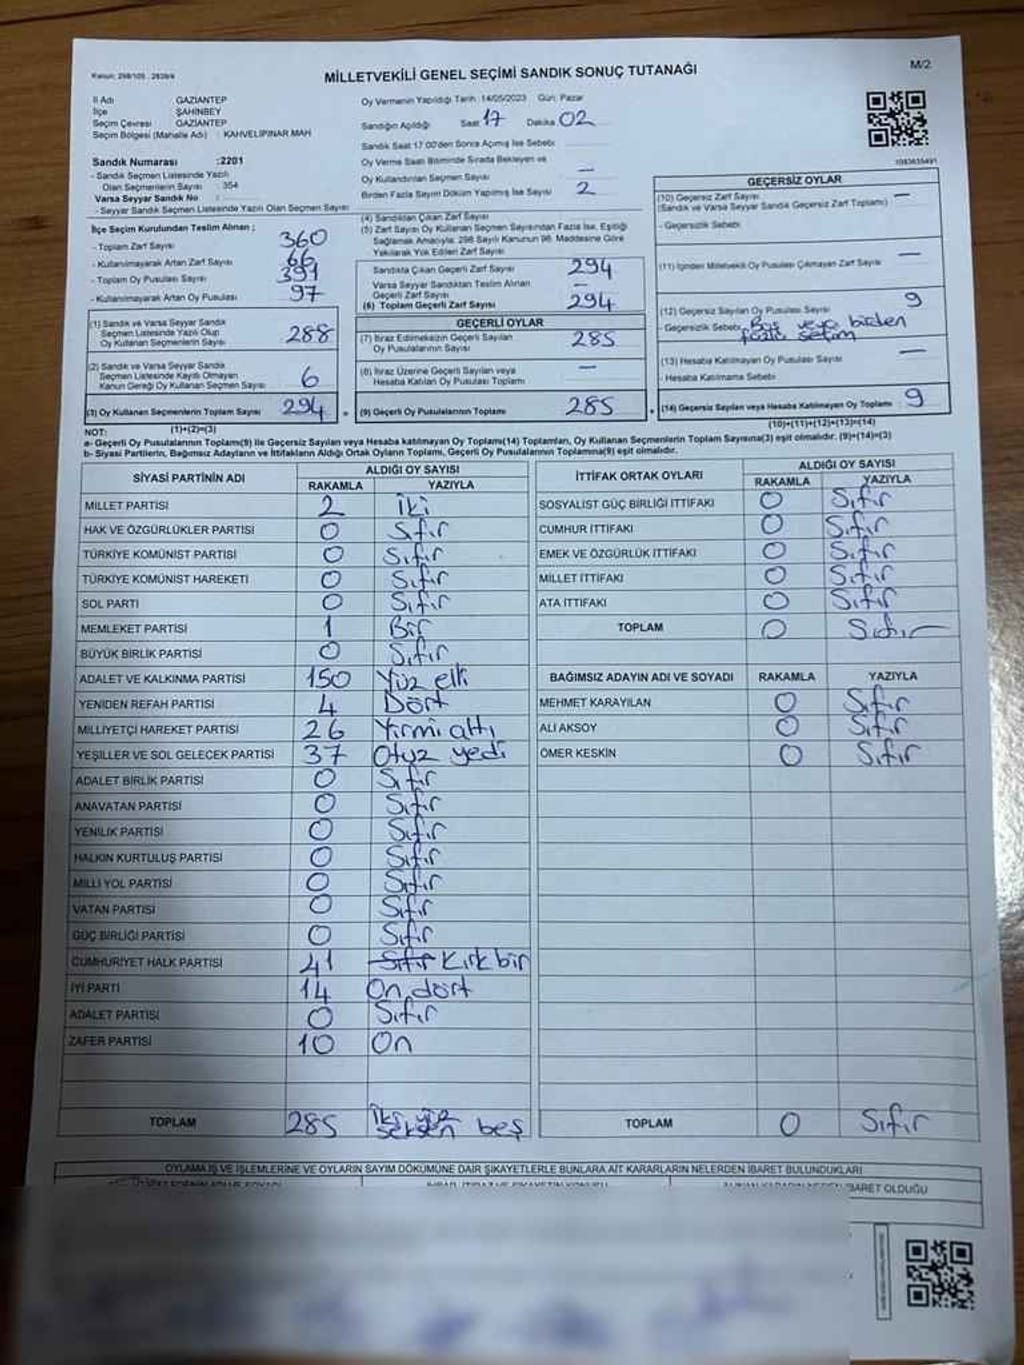 Kanun: 298/105 , 2839/4
MİLLETVEKİLİ GENEL SEÇİMİ SANDIK SONUÇ TUTANAĞI
M/2
İl Adı GAZİANTEP
İlçe ŞAHİNBEY
Seçim Çevresi GAZİANTEP
Seçim Bölgesi (Mahalle Adı) : KAHVELİPINAR MAH
Sandık Numarası :2201
- Sandık Seçmen Listesinde Yazılı
Olan Seçmenlerin Sayısı : 354
Varsa Seyyar Sandık No :
- Seyyar Sandık Seçmen Listesinde Yazılı Olan Seçmen Sayısı
Oy Vermenin Yapıldığı Tarih: 14/05/2023 Gün: Pazar
Sandığın Açıldığı Saat 17 Dakika 02
Sandık Saat 17.00'den Sonra Açılmış İse Sebebi
Oy Verme Saati Bitiminde Sırada Bekleyen ve
Oy Kullandırılan Seçmen Sayısı —
Birden Fazla Sayım Döküm Yapılmış İse Sayısı 2
1083635491
İlçe Seçim Kurulundan Teslim Alınan ;
- Toplam Zarf Sayısı 360
- Kullanılmayarak Artan Zarf Sayısı 66
- Toplam Oy Pusulası Sayısı 391
- Kullanılmayarak Artan Oy Pusulası 97
(1) Sandık ve Varsa Seyyar Sandık
Seçmen Listesinde Yazılı Olup
Oy Kullanan Seçmenlerin Sayısı 288
(2) Sandık ve Varsa Seyyar Sandık
Seçmen Listesinde Kayıtlı Olmayan
Kanun Gereği Oy Kullanan Seçmen Sayısı 6
(3) Oy Kullanan Seçmenlerin Toplam Sayısı 294 =
(1)+(2)=(3)
(4) Sandıktan Çıkan Zarf Sayısı
(5) Zarf Sayısı Oy Kullanan Seçmen Sayısından Fazla İse, Eşitliği
Sağlamak Amacıyla, 298 Sayılı Kanunun 98. Maddesine Göre
Yakılarak Yok Edilen Zarf Sayısı
Sandıkta Çıkan Geçerli Zarf Sayısı 294
Varsa Seyyar Sandıktan Teslim Alınan
Geçerli Zarf Sayısı —
(6) Toplam Geçerli Zarf Sayısı 294
GEÇERLİ OYLAR
(7) İtiraz Edilmeksizin Geçerli Sayılan
Oy Pusulalarının Sayısı 285
(8) İtiraz Üzerine Geçerli Sayılan veya
Hesaba Katılan Oy Pusulası Toplamı —
(9) Geçerli Oy Pusulalarının Toplamı 285 +
GEÇERSİZ OYLAR
(10) Geçersiz Zarf Sayısı —
(Sandık ve Varsa Seyyar Sandık Geçersiz Zarf Toplamı)
- Geçersizlik Sebebi
(11) İçinden Milletvekili Oy Pusulası Çıkmayan Zarf Sayısı —
(12) Geçersiz Sayılan Oy Pusulası Sayısı 9
- Geçersizlik Sebebi Boş veya birden
fazla seçim
(13) Hesaba Katılmayan Oy Pusulası Sayısı —
- Hesaba Katılmama Sebebi
(14) Geçersiz Sayılan veya Hesaba Katılmayan Oy Toplamı 9
(10)+(11)+(12)+(13)=(14)
NOT:
a- Geçerli Oy Pusulalarının Toplamı(9) ile Geçersiz Sayılan veya Hesaba katılmayan Oy Toplamı(14) Toplamları, Oy Kullanan Seçmenlerin Toplam Sayısına(3) eşit olmalıdır. (9)+(14)=(3)
b- Siyasi Partilerin, Bağımsız Adayların ve İttifakların Aldığı Ortak Oyların Toplamı, Geçerli Oy Pusulalarının Toplamına(9) eşit olmalıdır.
SİYASİ PARTİNİN ADI ALDIĞI OY SAYISI
RAKAMLA YAZIYLA
MİLLET PARTİSİ 2 İki
HAK VE ÖZGÜRLÜKLER PARTİSİ 0 Sıfır
TÜRKİYE KOMÜNİST PARTİSİ 0 Sıfır
TÜRKİYE KOMÜNİST HAREKETİ 0 Sıfır
SOL PARTİ 0 Sıfır
MEMLEKET PARTİSİ 1 Bir
BÜYÜK BİRLİK PARTİSİ 0 Sıfır
ADALET VE KALKINMA PARTİSİ 150 Yüz elli
YENİDEN REFAH PARTİSİ 4 Dört
MİLLİYETÇİ HAREKET PARTİSİ 26 Yirmi altı
YEŞİLLER VE SOL GELECEK PARTİSİ 37 Otuz yedi
ADALET BİRLİK PARTİSİ 0 Sıfır
ANAVATAN PARTİSİ 0 Sıfır
YENİLİK PARTİSİ 0 Sıfır
HALKIN KURTULUŞ PARTİSİ 0 Sıfır
MİLLİ YOL PARTİSİ 0 Sıfır
VATAN PARTİSİ 0 Sıfır
GÜÇ BİRLİĞİ PARTİSİ 0 Sıfır
CUMHURİYET HALK PARTİSİ 41 Sıfır Kırk bir
İYİ PARTİ 14 On dört
ADALET PARTİSİ 0 Sıfır
ZAFER PARTİSİ 10 On
TOPLAM 285 İki yüz
seksen beş
İTTİFAK ORTAK OYLARI ALDIĞI OY SAYISI
RAKAMLA YAZIYLA
SOSYALİST GÜÇ BİRLİĞİ İTTİFAKI 0 Sıfır
CUMHUR İTTİFAKI 0 Sıfır
EMEK VE ÖZGÜRLÜK İTTİFAKI 0 Sıfır
MİLLET İTTİFAKI 0 Sıfır
ATA İTTİFAKI 0 Sıfır
TOPLAM 0 Sıfır
BAĞIMSIZ ADAYIN ADI VE SOYADI RAKAMLA YAZIYLA
MEHMET KARAYILAN 0 Sıfır
ALİ AKSOY 0 Sıfır
ÖMER KESKİN 0 Sıfır
TOPLAM 0 Sıfır
OYLAMA İŞ VE İŞLEMLERİNE VE OYLARIN SAYIM DÖKÜMÜNE DAİR ŞİKAYETLERLE BUNLARA AİT KARARLARIN NELERDEN İBARET BULUNDUKLARI
İBARET OLDUĞU